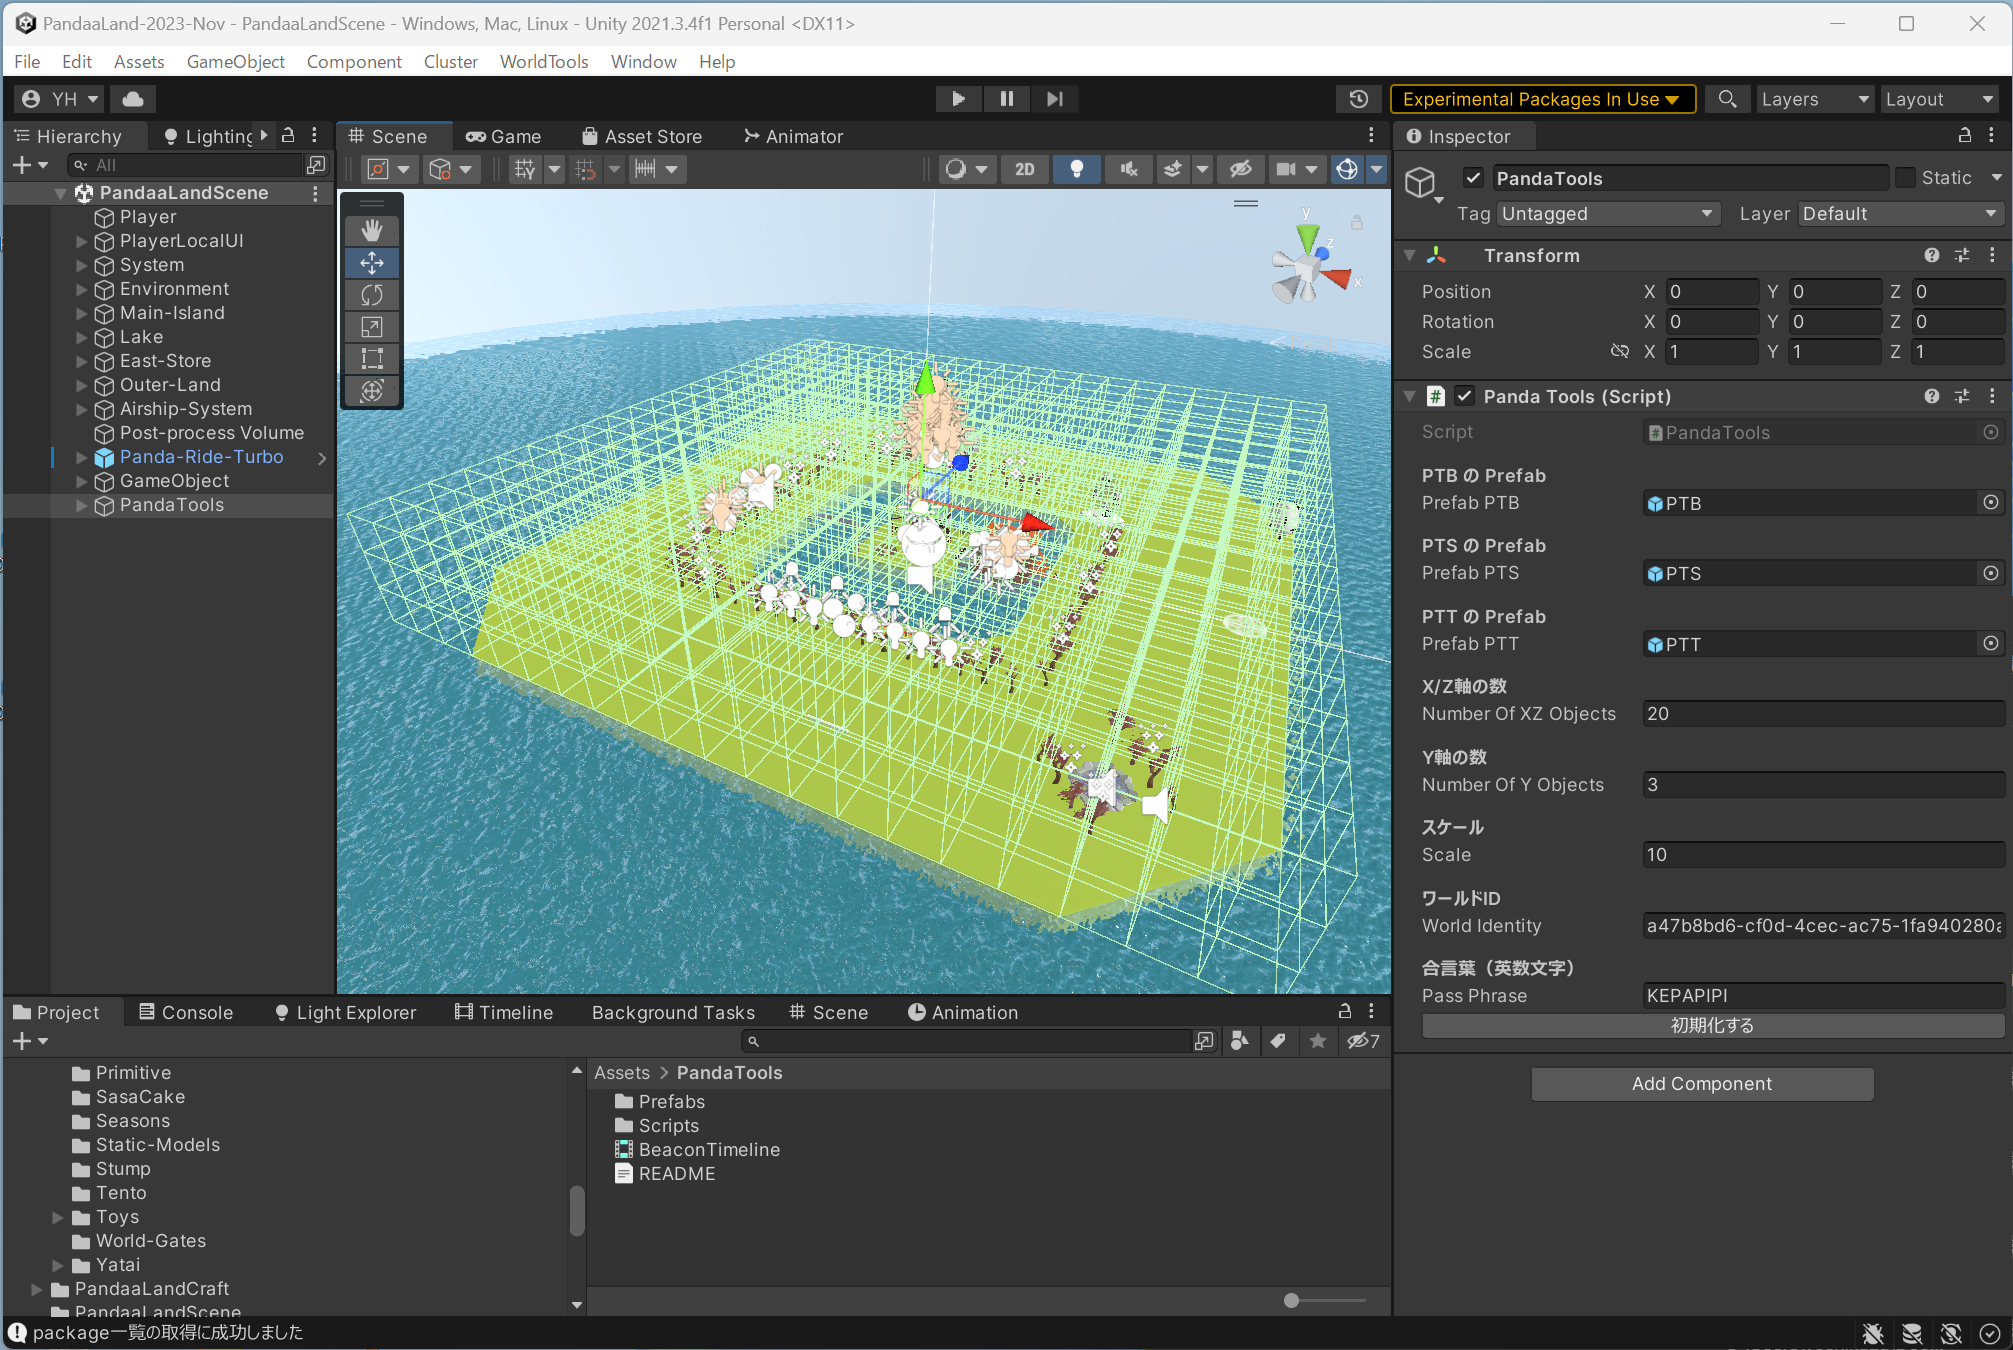 PandaaLand-2023-Nov - PandaaLandScene - Windows, Mac, Linux - Unity 2021.3.4f1 Personal <DX11>
File Edit Assets GameObject Component Cluster WorldTools Window Help
YH Experimental Packages In Use Layers Layout
Hierarchy Lighting
All
PandaaLandScene
Player
PlayerLocalUI
System
Environment
Main-Island
Lake
East-Store
Outer-Land
Airship-System
Post-process Volume
Panda-Ride-Turbo
GameObject
PandaTools
Scene Game Asset Store Animator
2D
y
z
x
Inspector
PandaTools Static
Tag Untagged Layer Default
Transform
Position X 0 Y 0 Z 0
Rotation X 0 Y 0 Z 0
Scale X 1 Y 1 Z 1
# Panda Tools (Script)
Script PandaTools
PTB の Prefab
Prefab PTB PTB
PTS の Prefab
Prefab PTS PTS
PTT の Prefab
Prefab PTT PTT
X/Z軸の数
Number Of XZ Objects 20
Y軸の数
Number Of Y Objects 3
スケール
Scale 10
ワールドID
World Identity a47b8bd6-cf0d-4cec-ac75-1fa940280
合言葉（英数文字）
Pass Phrase KEPAPIPI
初期化する
Add Component
Project Console Light Explorer Timeline Background Tasks Scene Animation
7
Primitive
SasaCake
Seasons
Static-Models
Stump
Tento
Toys
World-Gates
Yatai
PandaaLandCraft
PandaaLandScene
Assets > PandaTools
Prefabs
Scripts
BeaconTimeline
README
package一覧の取得に成功しました